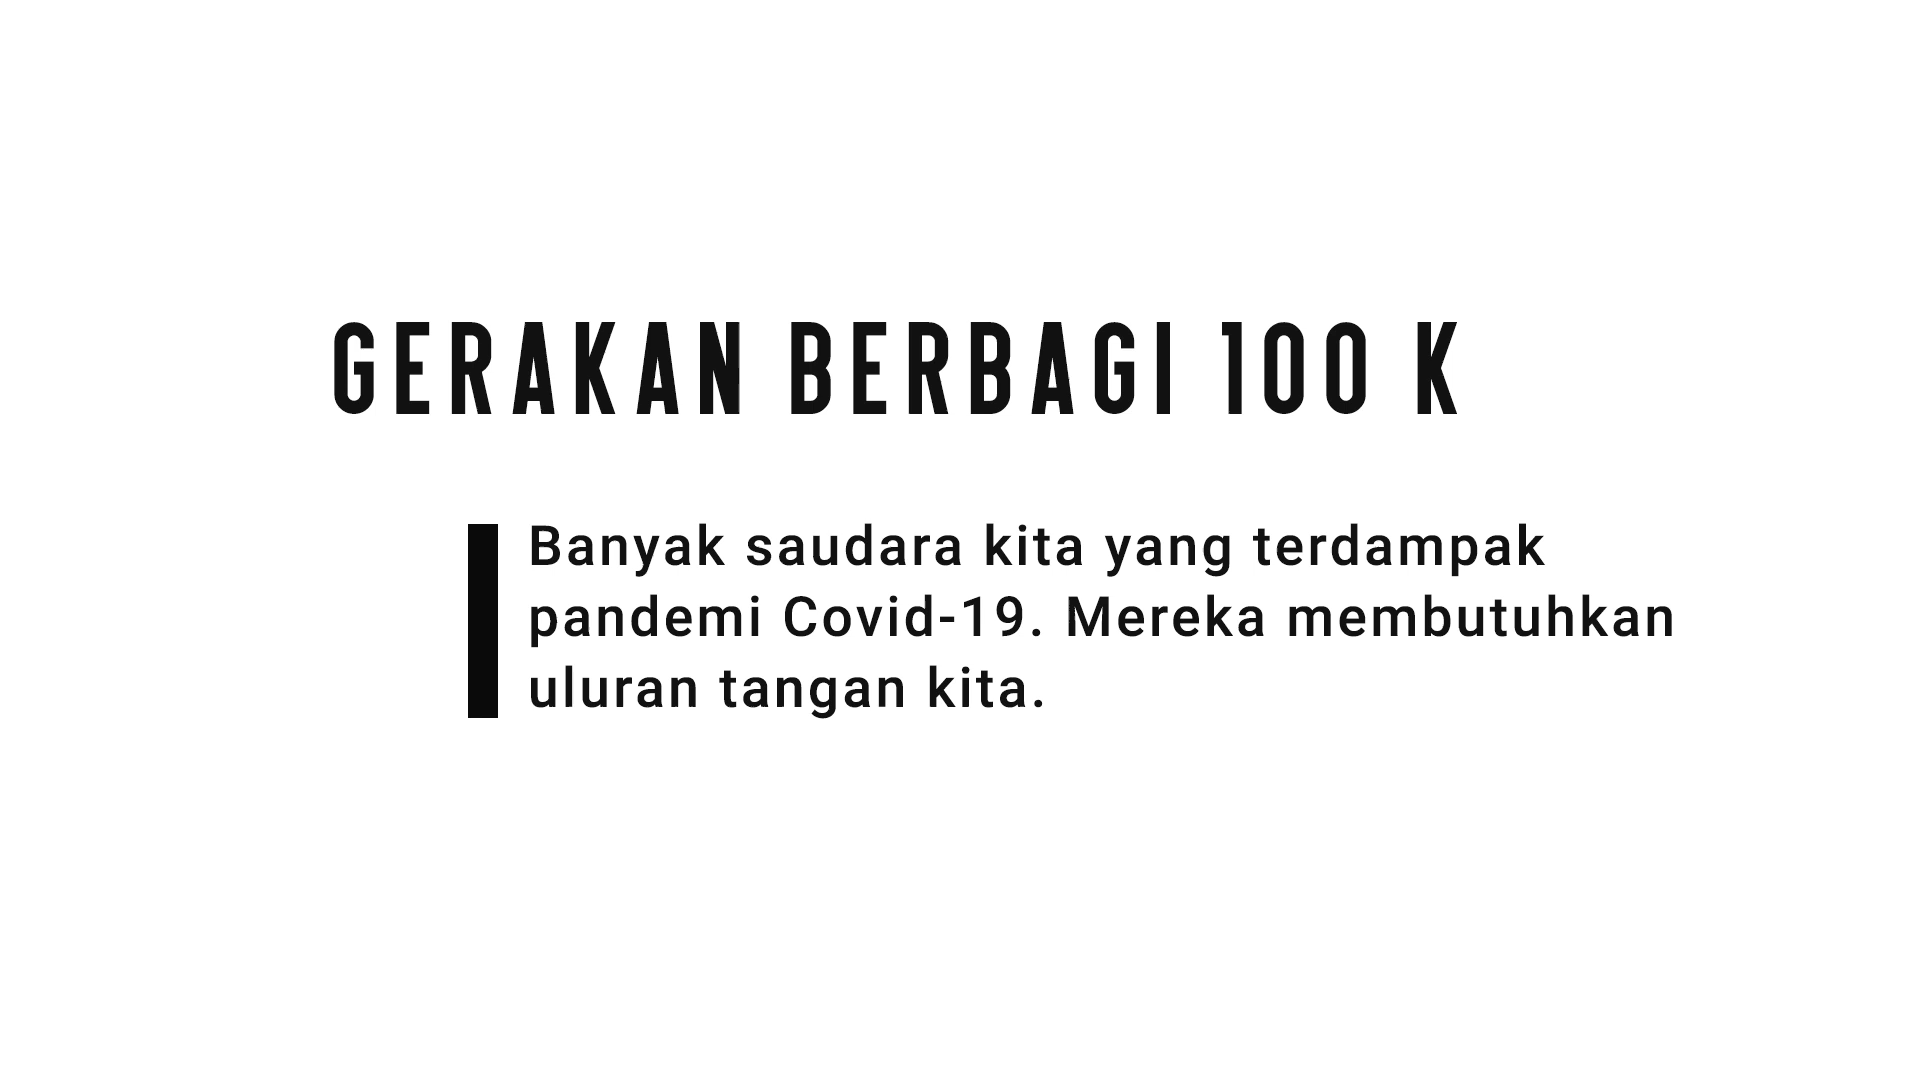 GERAKAN BERBAGI 100 K
Banyak saudara kita yang terdampak
pandemi Covid-19. Mereka membutuhkan
uluran tangan kita.